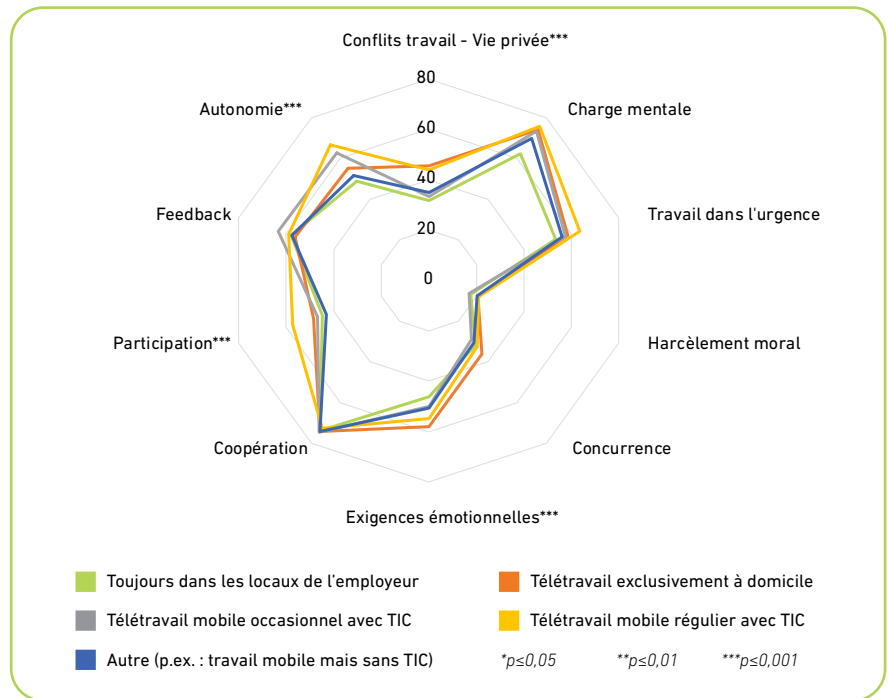 Conflits travail - Vie privée***
80
Autonomie***
Charge mentale
60
40
Feedback
Travail dans l'urgence
20
0
Participation***
Harcèlement moral
Coopération
Concurrence
Exigences émotionnelles***
Toujours dans les locaux de l’employeur
Télétravail exclusivement à domicile
Télétravail mobile occasionnel avec TIC
Télétravail mobile régulier avec TIC
Autre (p.ex. : travail mobile mais sans TIC)
*p≤0,05 **p≤0,01 ***p≤0,001